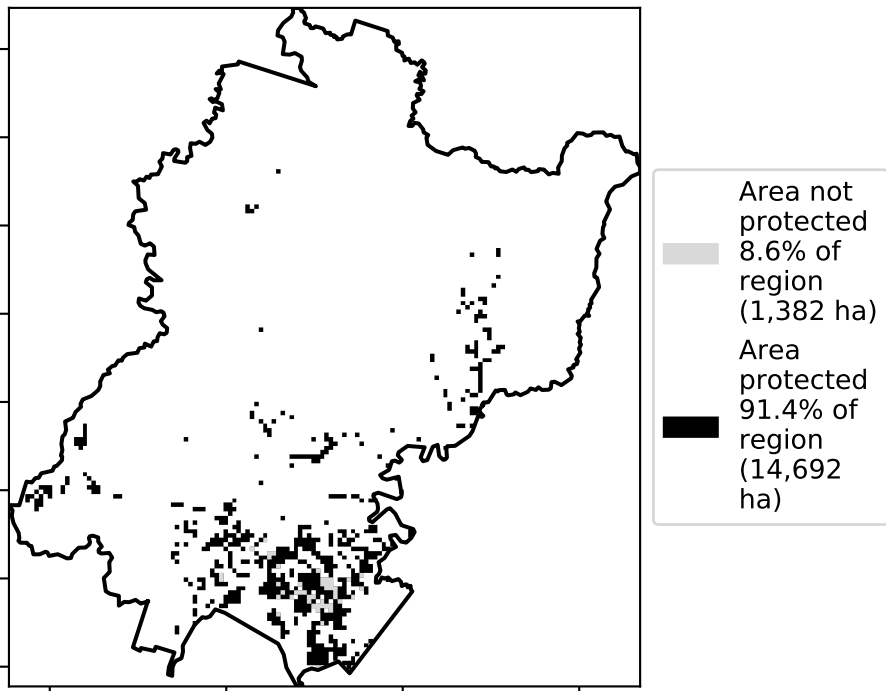 Area not
protected
8.6% of
region
(1,382 ha)
Area
protected
91.4% of
region
(14,692
ha)